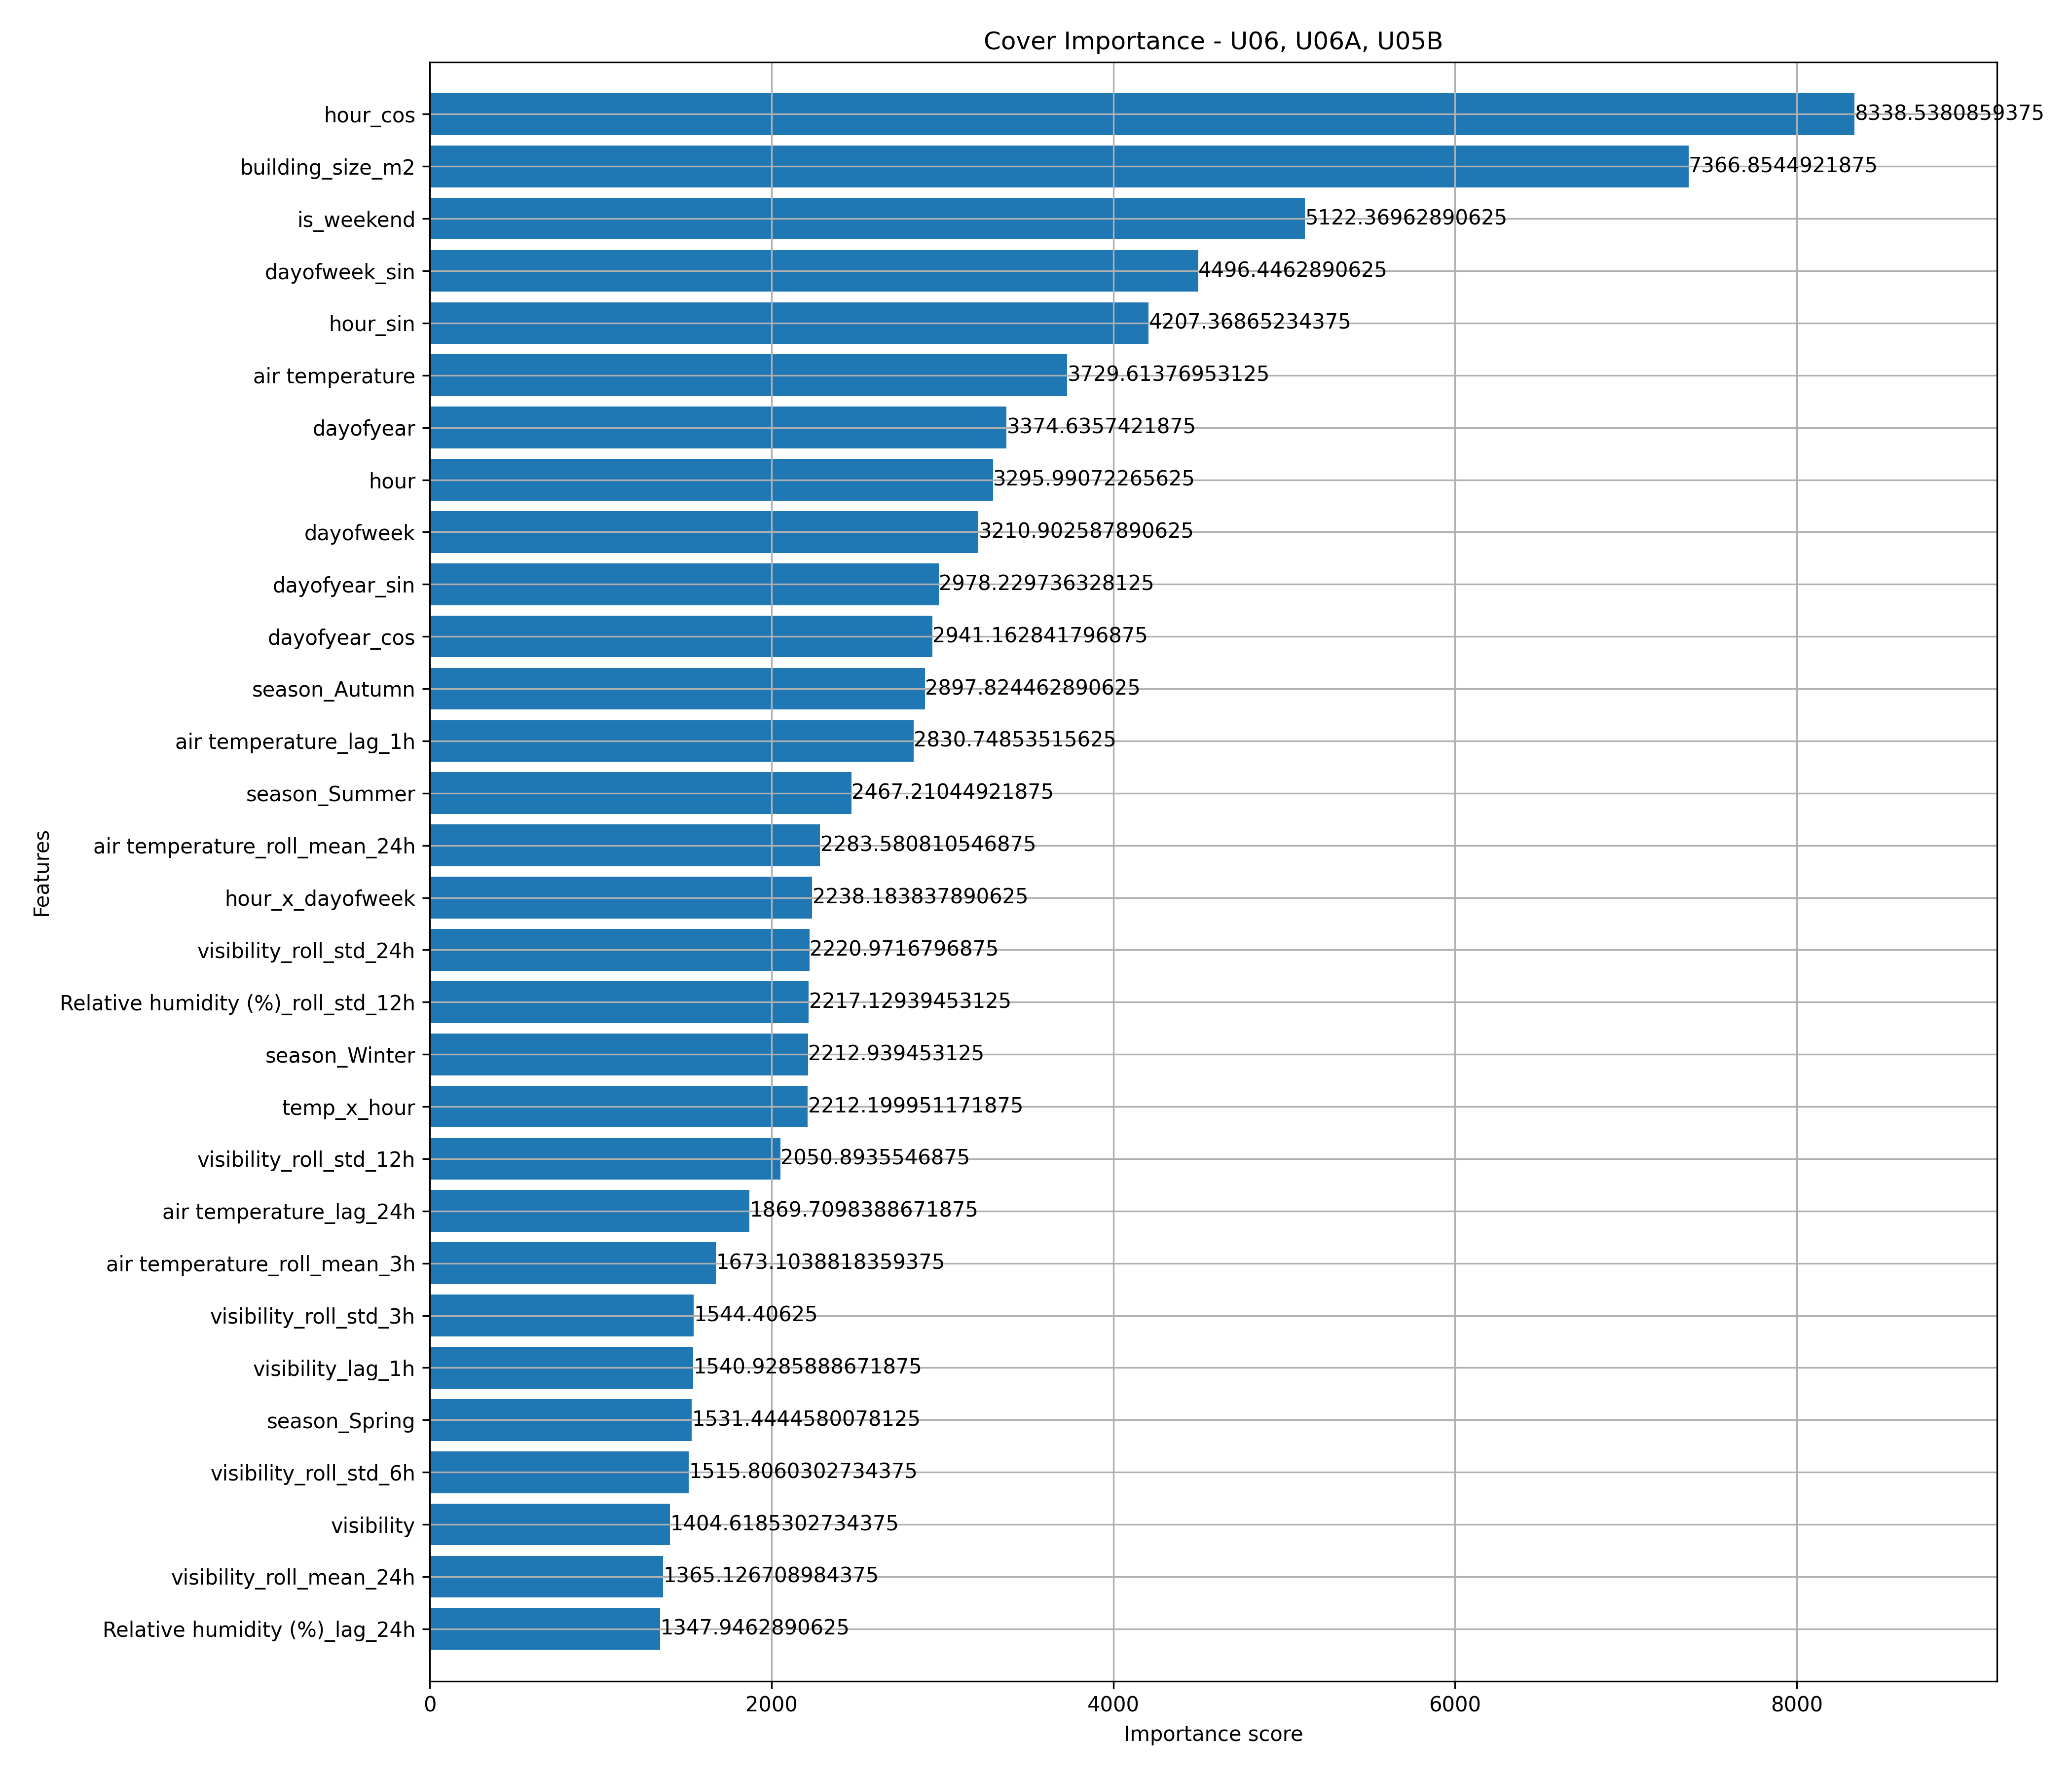 Cover Importance - U06, U06A, U05B
hour_cos 8338.5380859375
building_size_m2 7366.8544921875
is_weekend 5122.36962890625
dayofweek_sin 4496.4462890625
hour_sin 4207.36865234375
air temperature 3729.61376953125
dayofyear 3374.6357421875
hour 3295.99072265625
dayofweek 3210.902587890625
dayofyear_sin 2978.229736328125
dayofyear_cos 2941.162841796875
season_Autumn 2897.824462890625
air temperature_lag_1h 2830.74853515625
season_Summer 2467.21044921875
air temperature_roll_mean_24h 2283.580810546875
hour_x_dayofweek 2238.183837890625
visibility_roll_std_24h 2220.9716796875
Relative humidity (%)_roll_std_12h 2217.12939453125
season_Winter 2212.939453125
temp_x_hour 2212.199951171875
visibility_roll_std_12h 2050.8935546875
air temperature_lag_24h 1869.7098388671875
air temperature_roll_mean_3h 1673.1038818359375
visibility_roll_std_3h 1544.40625
visibility_lag_1h 1540.9285888671875
season_Spring 1531.4444580078125
visibility_roll_std_6h 1515.8060302734375
visibility 1404.6185302734375
visibility_roll_mean_24h 1365.126708984375
Relative humidity (%)_lag_24h 1347.9462890625
Features
0 2000 4000 6000 8000
Importance score